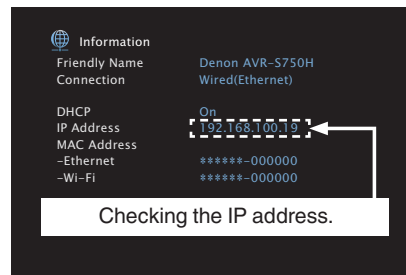 Information
Friendly Name Denon AVR-S750H
Connection Wired(Ethernet)
DHCP On
IP Address 192.168.100.19
MAC Address
-Ethernet ******-000000
-Wi-Fi ******-000000
Checking the IP address.